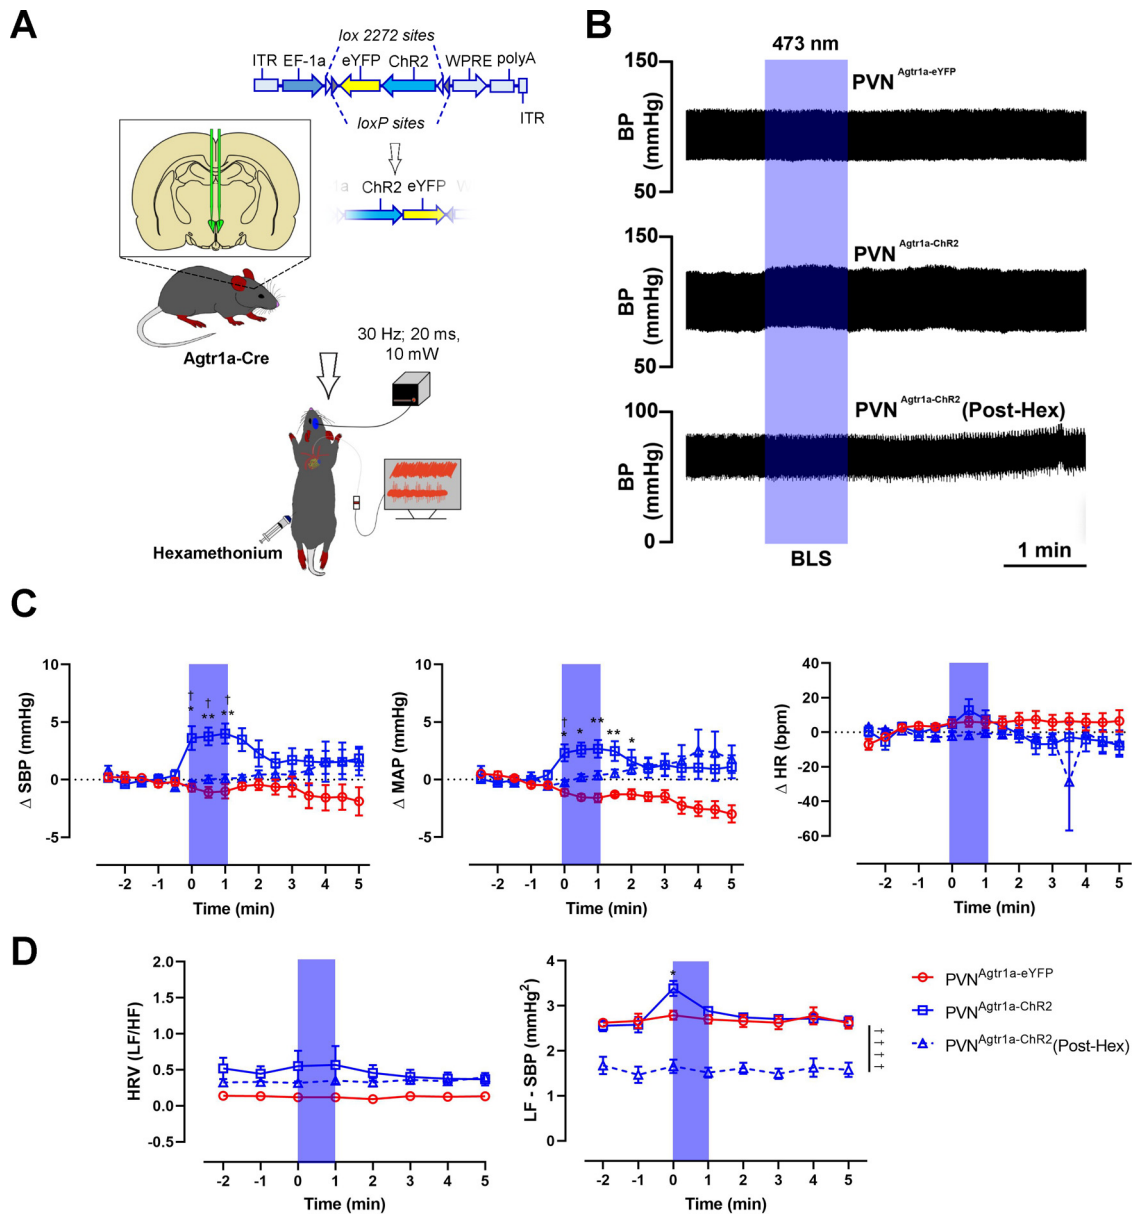 A
lox 2272 sites
ITR EF-1a eYFP ChR2 WPRE polyA
loxP sites
ITR
1a ChR2 eYFP W
Agtr1a-Cre
30 Hz; 20 ms,
10 mW
Hexamethonium
B
473 nm
150
PVN Agtr1a-eYFP
BP
(mmHg)
50
150
PVN Agtr1a-ChR2
BP
(mmHg)
50
100
PVN Agtr1a-ChR2 (Post-Hex)
BP
(mmHg)
0
BLS
1 min
C
10
5
0
-5
Δ SBP (mmHg)
† † †
* ** **
-2 -1 0 1 2 3 4 5
Time (min)
10
5
0
-5
Δ MAP (mmHg)
†
* * ** ** *
-2 -1 0 1 2 3 4 5
Time (min)
40
20
0
-20
-40
-60
Δ HR (bpm)
-2 -1 0 1 2 3 4 5
Time (min)
D
2.0
1.5
1.0
0.5
0.0
-0.5
HRV (LF/HF)
-2 -1 0 1 2 3 4 5
Time (min)
4
3
2
1
0
LF - SBP (mmHg2)
*
††††
-2 -1 0 1 2 3 4 5
Time (min)
PVNAgtr1a-eYFP
PVNAgtr1a-ChR2
PVNAgtr1a-ChR2(Post-Hex)